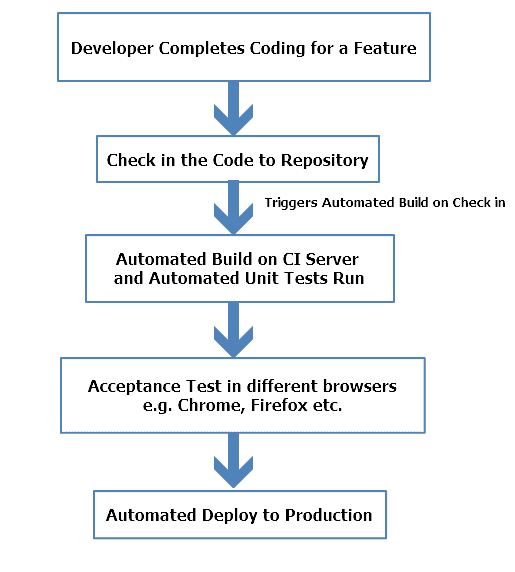 Developer Completes Coding for a Feature
Check in the Code to Repository
Triggers Automated Build on Check in
Automated Build on CI Server
and Automated Unit Tests Run
Acceptance Test in different browsers
e.g. Chrome, Firefox etc.
Automated Deploy to Production